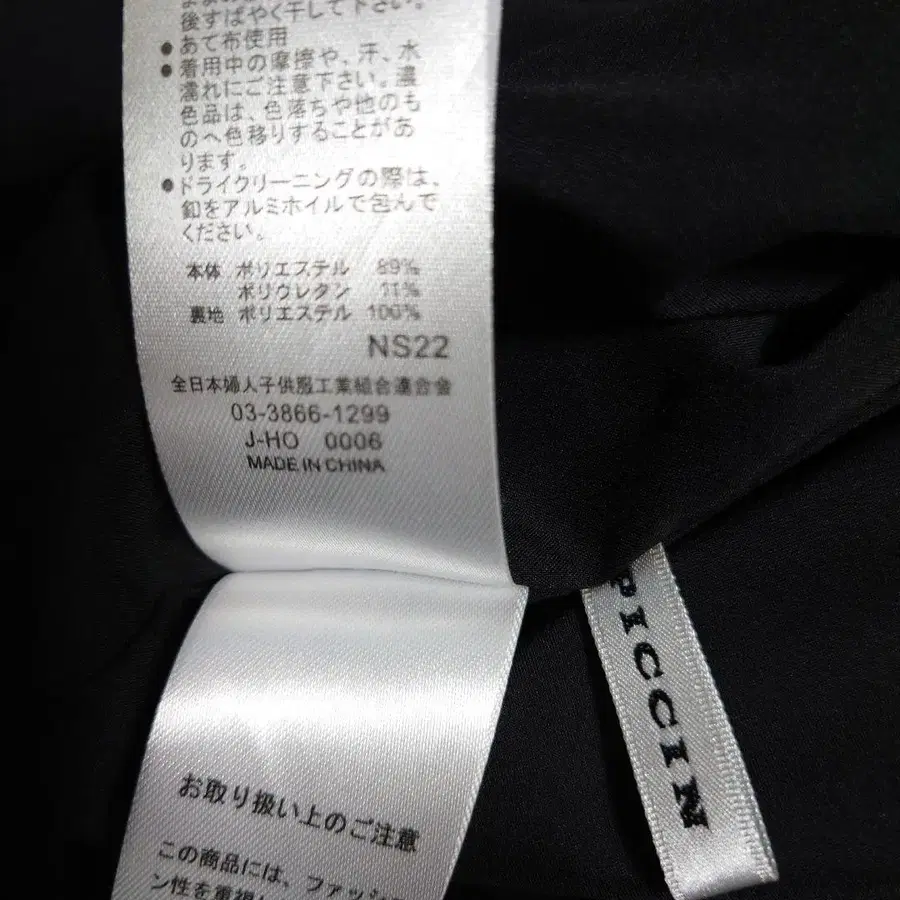 後すばやく干して下さい。
●あて布使用
●着用中の摩擦や、汗、水
濡れにご注意下さい。濃
色品は、色落ちや他のも
のへ色移りすることがあ
ります。
●ドライクリーニングの際は、
釦をアルミホイルで包んで
ください。
本体 ポリエステル 89%
ポリウレタン 11%
裏地 ポリエステル 100%
NS22
全日本婦人子供服工業組合連合会
03-3866-1299
J-HO 0006
MADE IN CHINA
PICCIN
お取り扱い上のご注意
この商品には、ファッショ
ン性を重視し